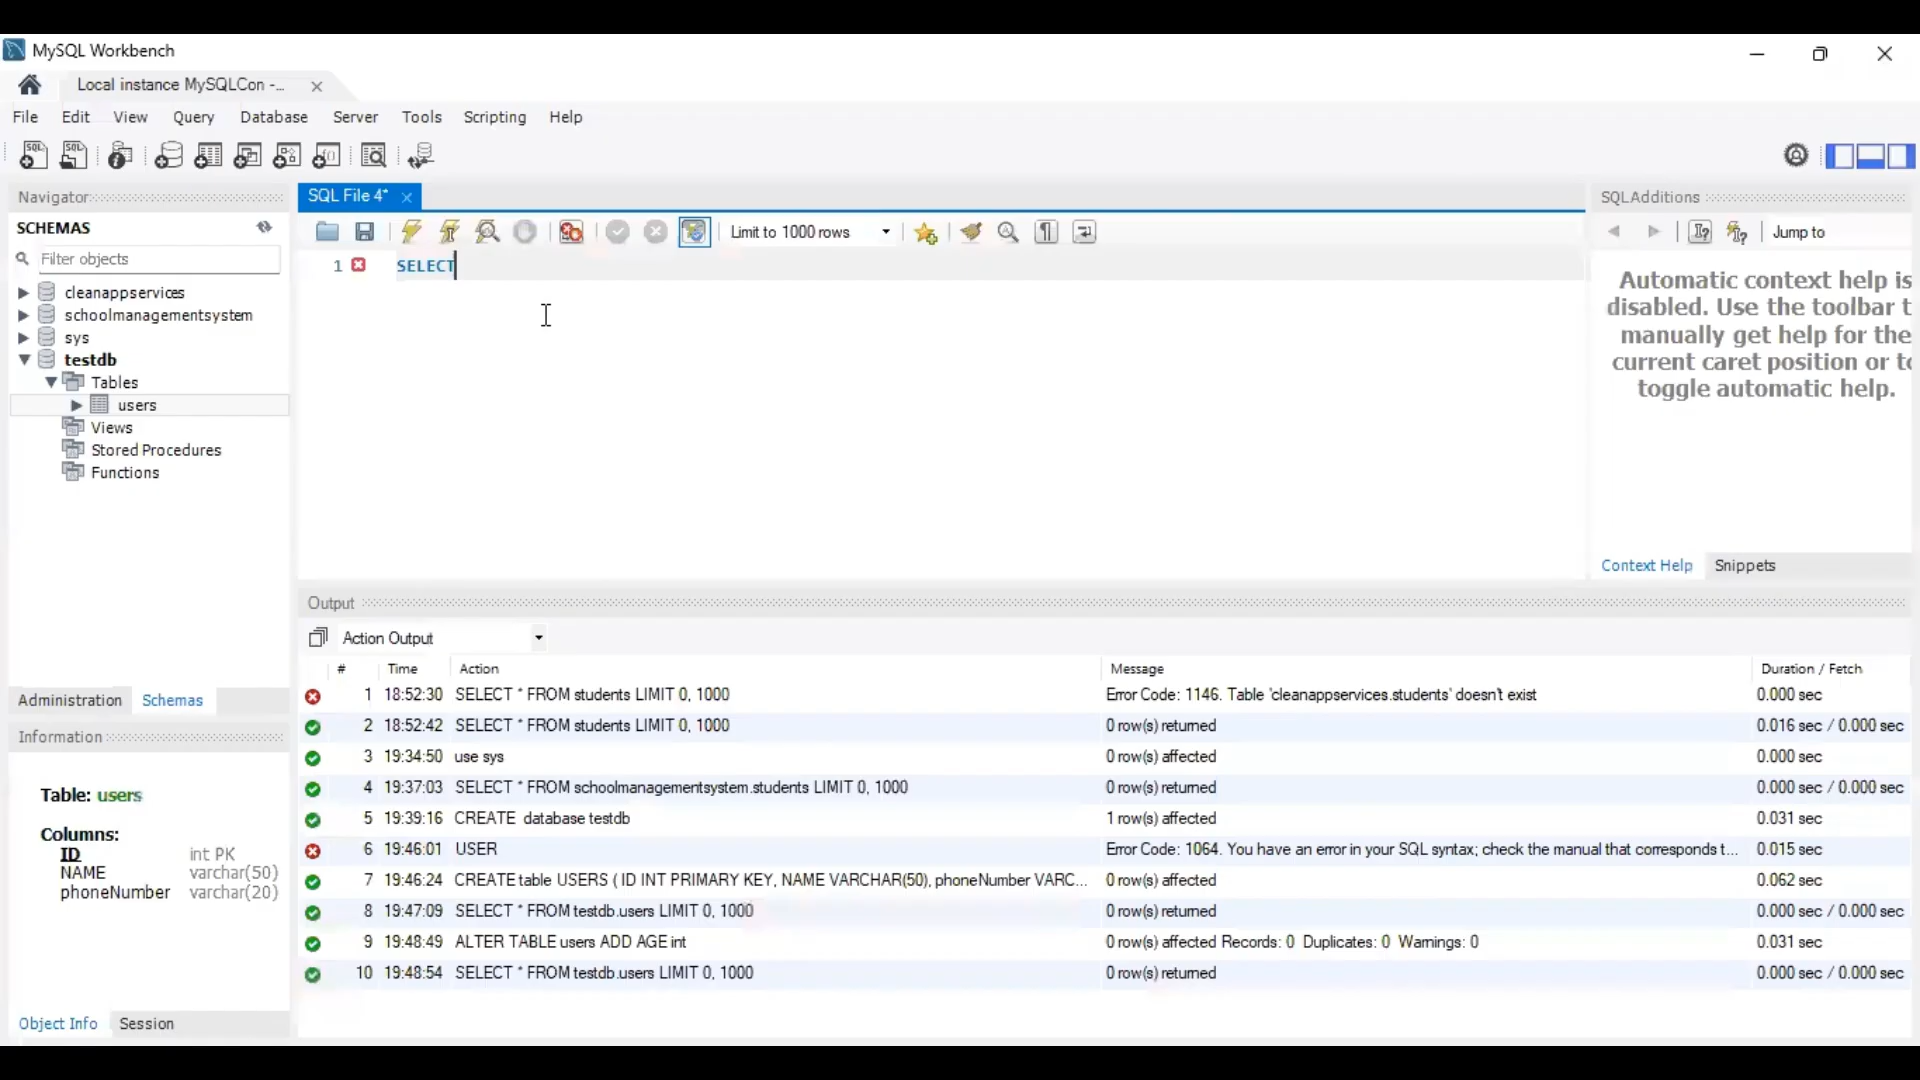 MySQL Workbench
Local instance MySQLCon -...
File Edit View Query Database Server Tools Scripting Help
Navigator
SCHEMAS
Filter objects
cleanappservices
schoolmanagementsystem
sys
testdb
Tables
users
Views
Stored Procedures
Functions
Administration Schemas
Information
Table: users
Columns:
ID int PK
NAME varchar(50)
phoneNumber varchar(20)
Object Info Session
SQL File 4*
Limit to 1000 rows
1 SELECT
SQLAdditions
Jump to
Automatic context help is
disabled. Use the toolbar t
manually get help for the
current caret position or to
toggle automatic help.
Context Help Snippets
Output
Action Output
# Time Action Message Duration / Fetch
1 18:52:30 SELECT * FROM students LIMIT 0, 1000 Error Code: 1146. Table 'cleanappservices.students' doesn't exist 0.000 sec
2 18:52:42 SELECT * FROM students LIMIT 0, 1000 0 row(s) returned 0.016 sec / 0.000 sec
3 19:34:50 use sys 0 row(s) affected 0.000 sec
4 19:37:03 SELECT * FROM schoolmanagementsystem.students LIMIT 0, 1000 0 row(s) returned 0.000 sec / 0.000 sec
5 19:39:16 CREATE database testdb 1 row(s) affected 0.031 sec
6 19:46:01 USER Error Code: 1064. You have an error in your SQL syntax; check the manual that corresponds t... 0.015 sec
7 19:46:24 CREATE table USERS ( ID INT PRIMARY KEY, NAME VARCHAR(50), phoneNumber VARC... 0 row(s) affected 0.062 sec
8 19:47:09 SELECT * FROM testdb.users LIMIT 0, 1000 0 row(s) returned 0.000 sec / 0.000 sec
9 19:48:49 ALTER TABLE users ADD AGE int 0 row(s) affected Records: 0 Duplicates: 0 Warnings: 0 0.031 sec
10 19:48:54 SELECT * FROM testdb.users LIMIT 0, 1000 0 row(s) returned 0.000 sec / 0.000 sec